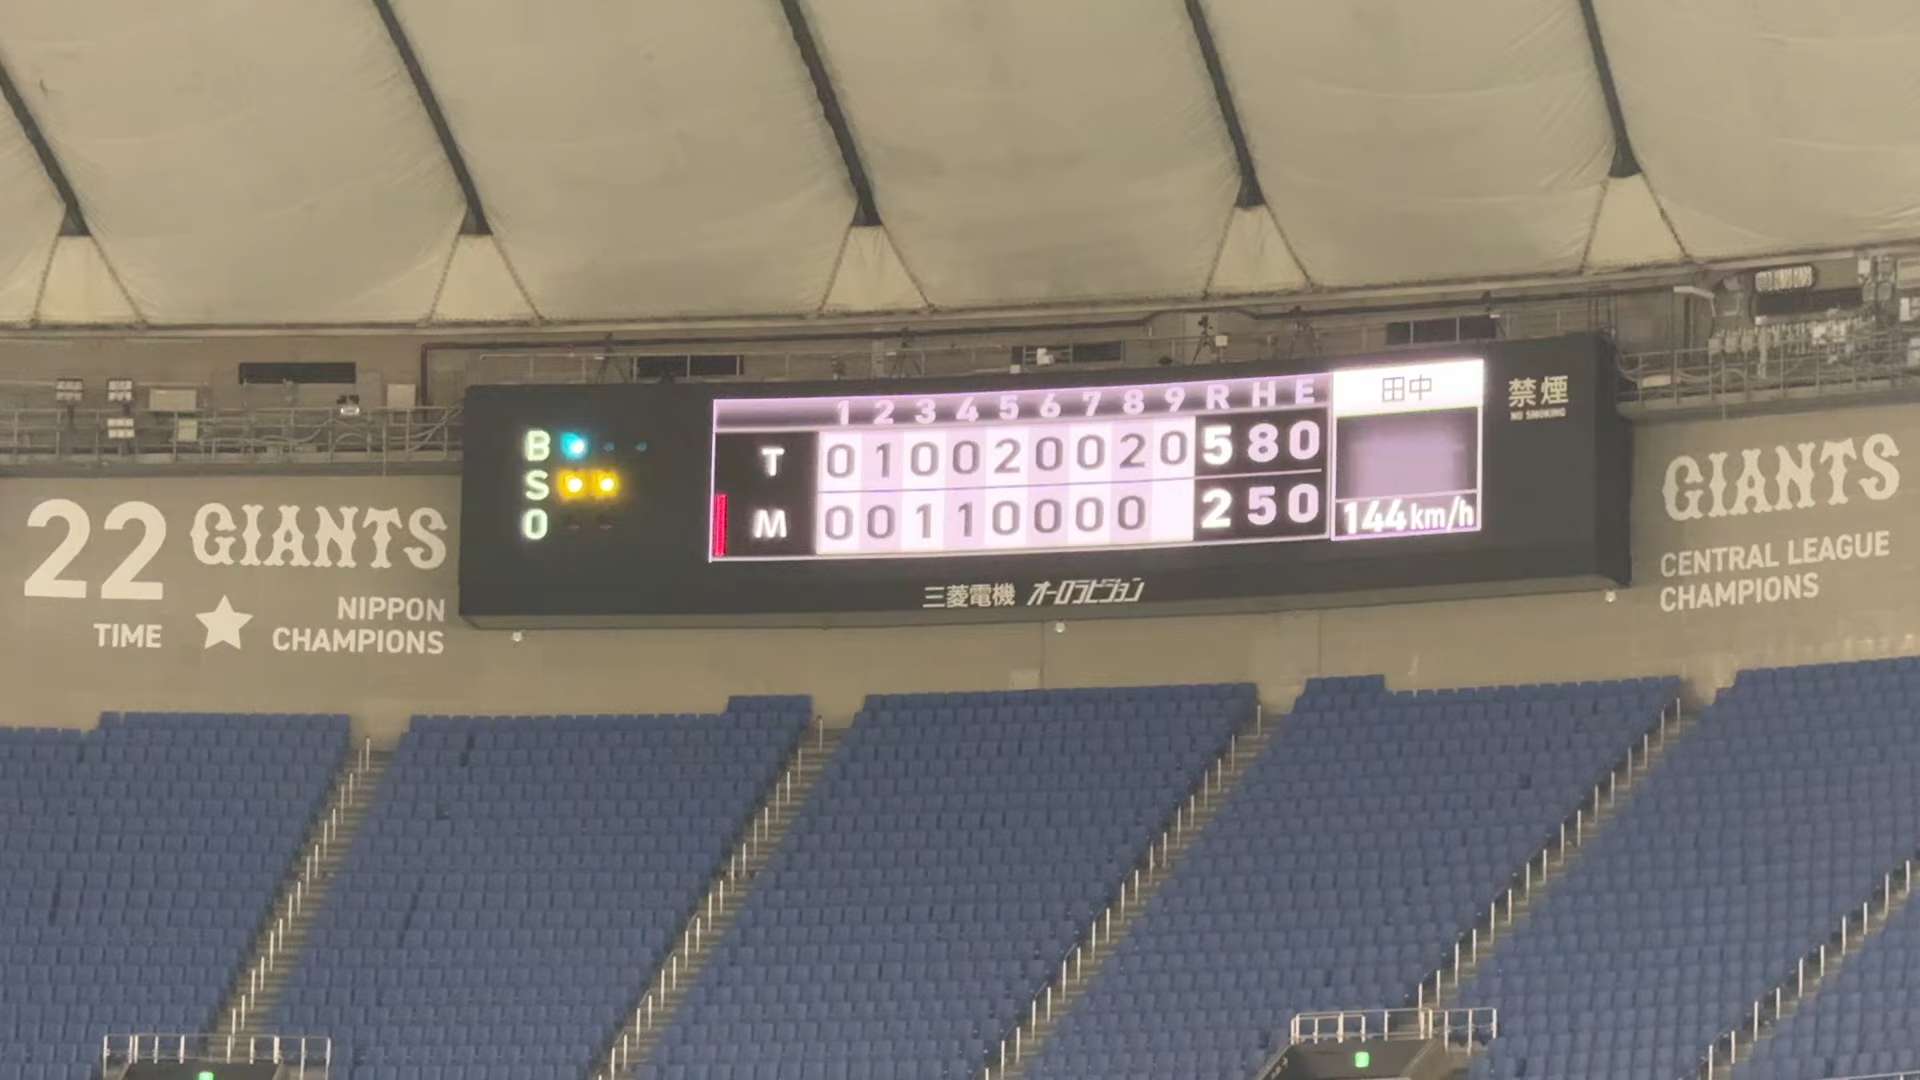 1 2 3 4 5 6 7 8 9 R H E
T 0 1 0 0 2 0 0 2 0 5 8 0
M 0 0 1 1 0 0 0 0 2 5 0
B
S
O
田中
144km/h
禁煙
NO SMOKING
三菱電機 オーロラビジョン
22 GIANTS
TIME
NIPPON
CHAMPIONS
GIANTS
CENTRAL LEAGUE
CHAMPIONS